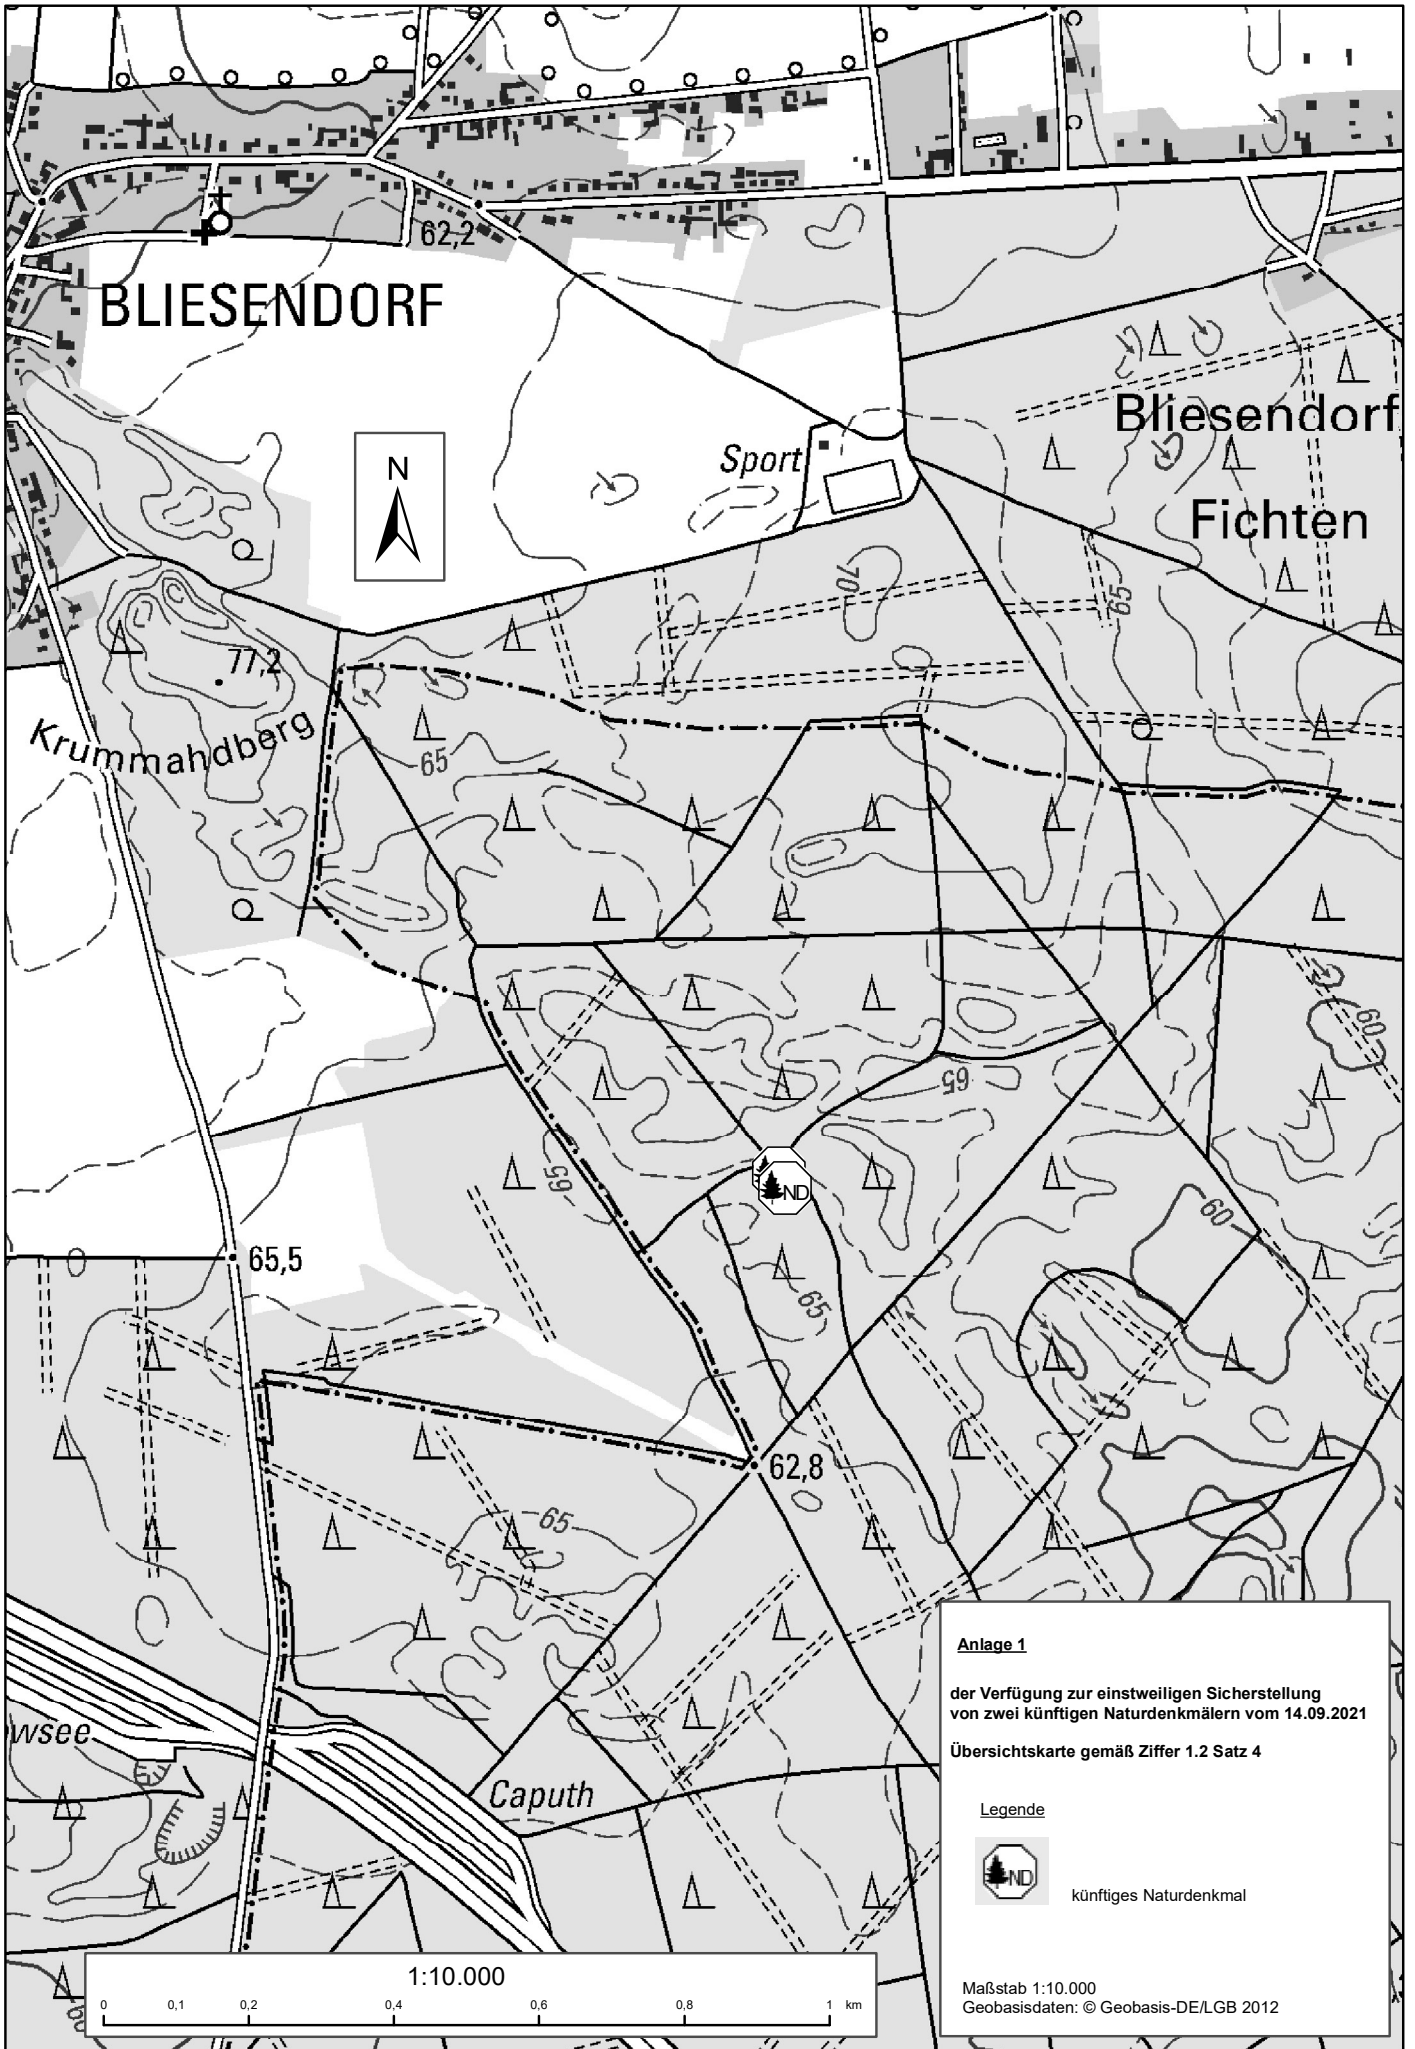 62,2
BLIESENDORF
Bliesendorf
N
Sport
Fichten
70
65
77,2
Krummahdberg
65
60
65
65
ND
60
65,5
65
62,8
65
wsee
Caputh
60
Anlage 1
der Verfügung zur einstweiligen Sicherstellung
von zwei künftigen Naturdenkmälern vom 14.09.2021
Übersichtskarte gemäß Ziffer 1.2 Satz 4
Legende
ND
künftiges Naturdenkmal
Maßstab 1:10.000
Geobasisdaten: © Geobasis-DE/LGB 2012
1:10.000
0 0,1 0,2 0,4 0,6 0,8 1 km